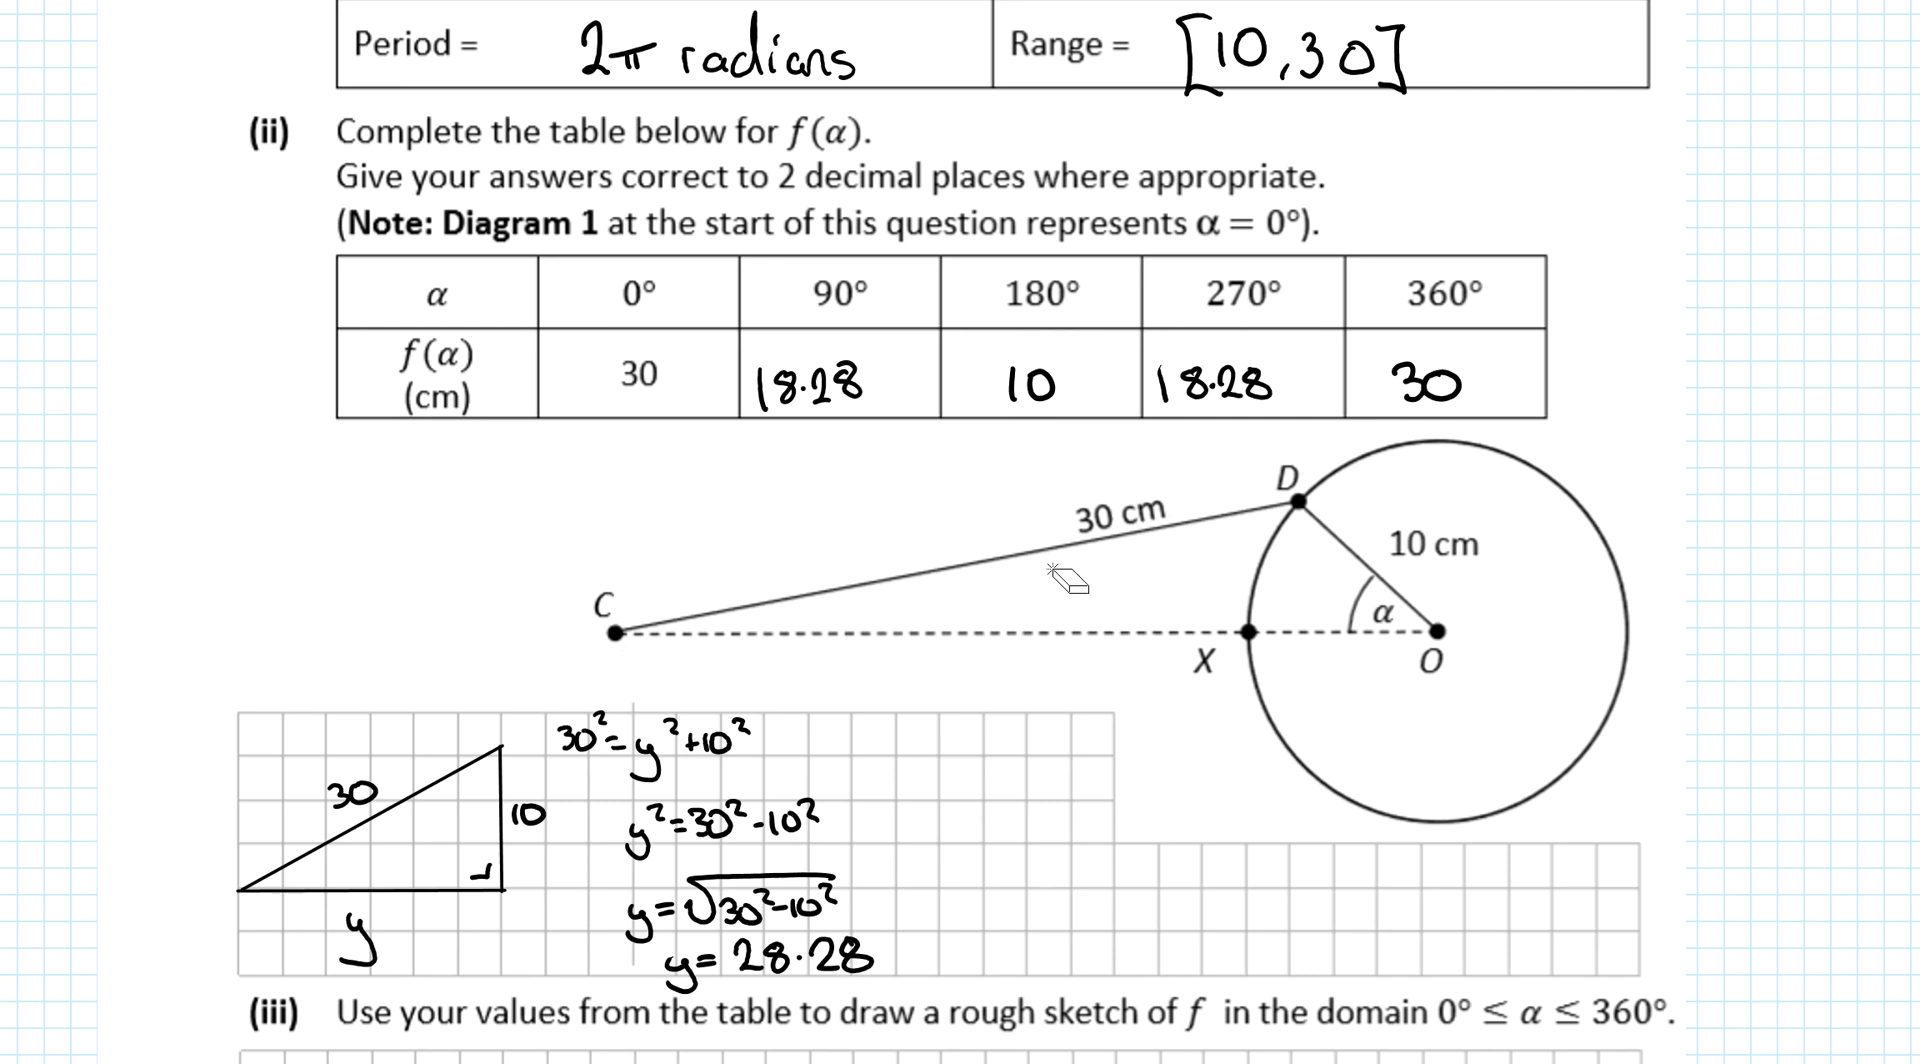 Period = 2π radians Range = [10,30]
(ii) Complete the table below for f(α).
Give your answers correct to 2 decimal places where appropriate.
(Note: Diagram 1 at the start of this question represents α = 0°).
α 0° 90° 180° 270° 360°
f(α) (cm) 30 18.28 10 18.28 30
D
30 cm
10 cm
C
α
X
O
30² = y² + 10²
30
10
y² = 30² - 10²
y = √30² - 10²
y
y = 28.28
(iii) Use your values from the table to draw a rough sketch of f in the domain 0° ≤ α ≤ 360°.